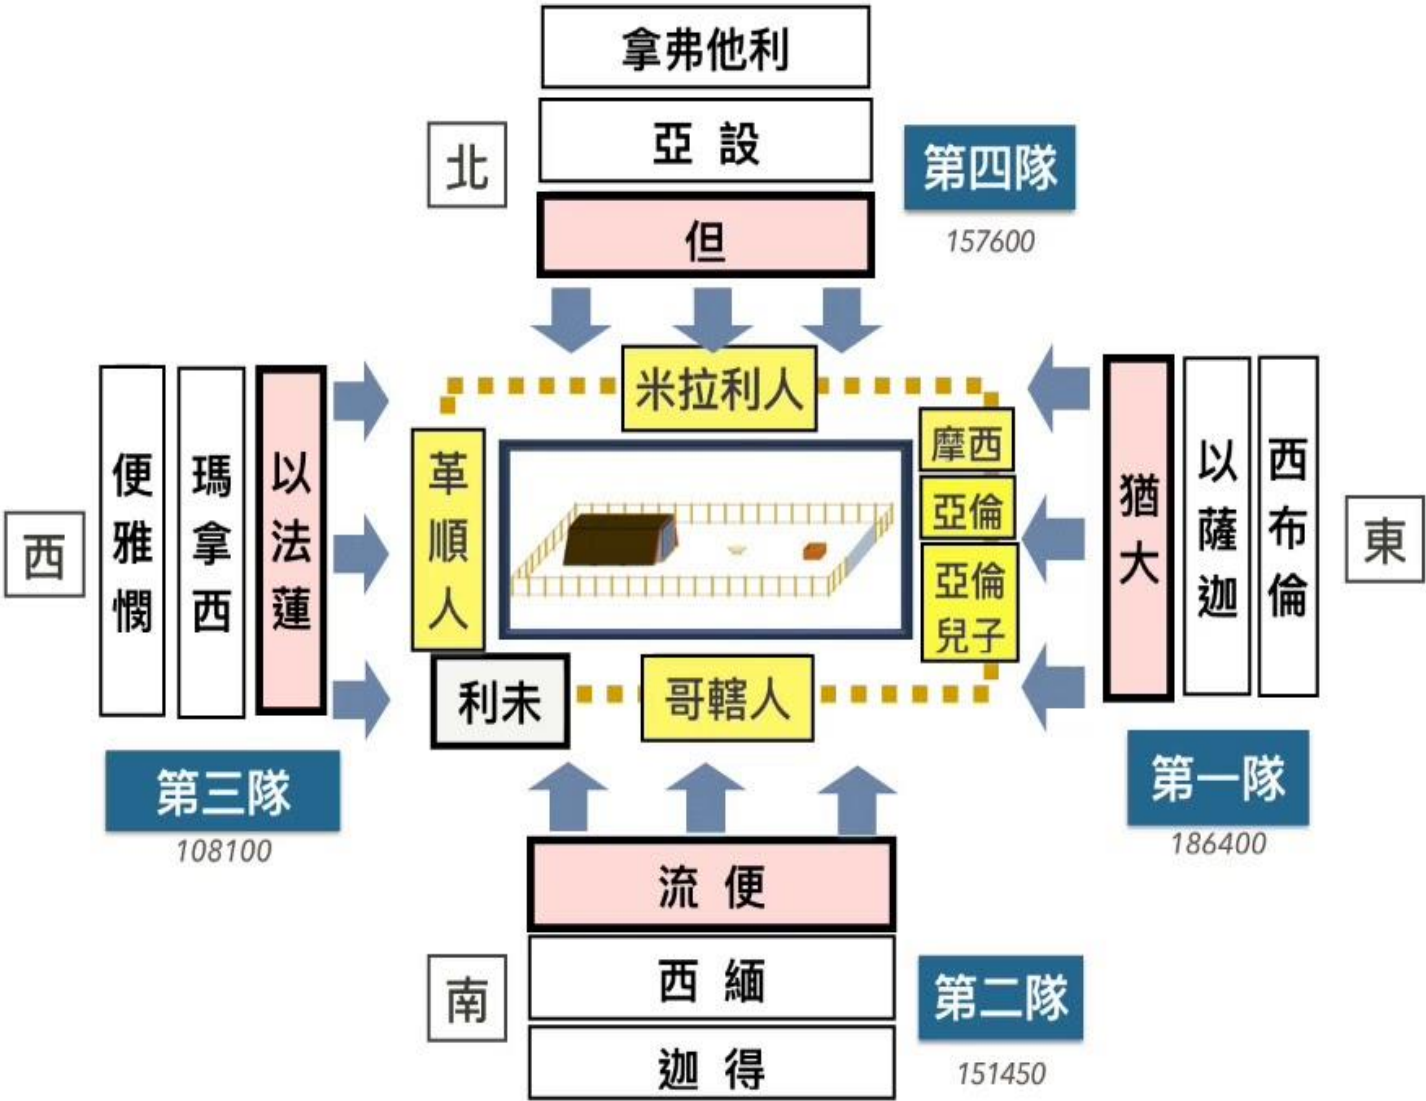 拿弗他利
亞設
但
北
第四隊
157600
米拉利人
便雅憫
瑪拿西
以法蓮
西
第三隊
108100
革順人
利未
摩西
亞倫
亞倫
兒子
哥轄人
猶大
以薩迦
西布倫
東
第一隊
186400
流便
西緬
迦得
南
第二隊
151450